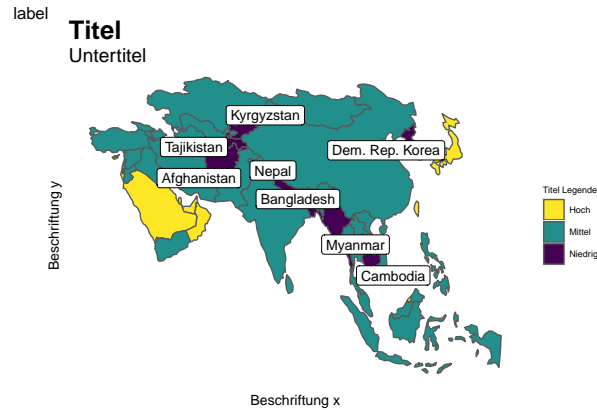 label
Titel
Untertitel
Kyrgyzstan
Tajikistan
Dem. Rep. Korea
Afghanistan
Nepal
Bangladesh
Myanmar
Cambodia
Beschriftung y
Beschriftung x
Titel Legende
Hoch
Mittel
Niedrig